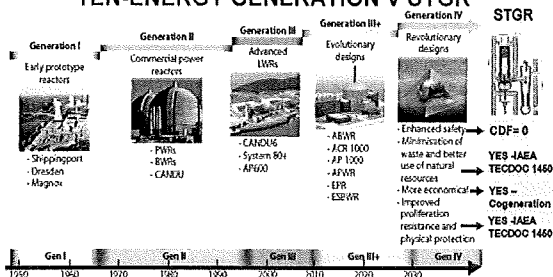 TEN-ENERGY GENERATION V STGR
Generation I
Early prototype
reactors
- Shippingport
- Dresden
- Magnox
Generation II
Commercial power
reactors
- PWRs
- BWRs
- CANDU
Generation III
Advanced
LWRs
- CANDU6
- System 80+
- AP600
Generation III+
Evolutionary
designs
- ABWR
- ACR 1000
- AP 1000
- APWR
- EPR
- ESBWR
Generation IV
Revolutionary
designs
- Enhanced safety
- Minimisation of
waste and better
use of natural
resources
- More economical
- Improved
proliferation
resistance and
physical protection
STGR
CDF= 0
YES -IAEA
TECDOC 1450
YES –
Cogeneration
YES -IAEA
TECDOC 1450
Gen I
Gen II
Gen III
Gen III+
Gen IV
1950 1960 1970 1980 1990 2000 2010 2020 2030